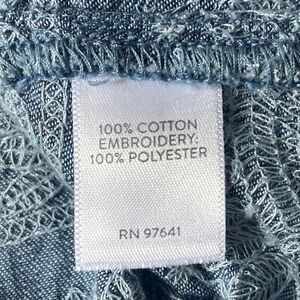 100% COTTON
EMBROIDERY:
100% POLYESTER
RN 97641